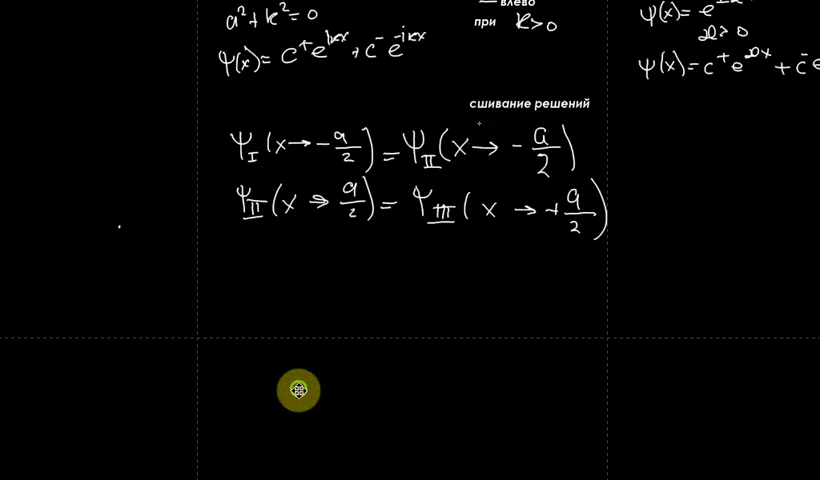 a²+k²=0
ψ(x)= c⁺e^{ikx} + c⁻e^{-ikx}
влево
при k>0
ψ(x)= e
æ>0
ψ(x)= c⁺e^{æx} + c⁻e
сшивание решений
Ψ_I(x→-a/2)=Ψ_II(x→-a/2)
Ψ_II(x→a/2)=Ψ_III(x→+a/2)